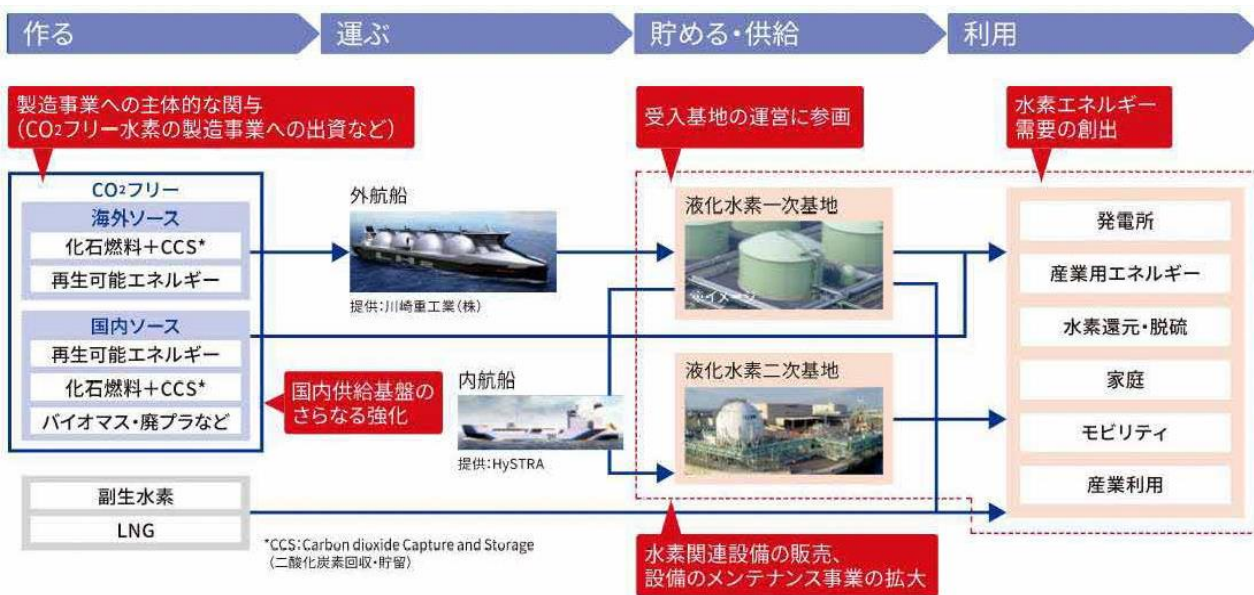 作る
運ぶ
貯める・供給
利用
製造事業への主体的な関与
(CO2フリー水素の製造事業への出資など)
受入基地の運営に参画
水素エネルギー
需要の創出
CO2フリー
海外ソース
化石燃料+CCS*
再生可能エネルギー
国内ソース
再生可能エネルギー
化石燃料+CCS*
バイオマス・廃プラなど
副生水素
LNG
外航船
提供:川崎重工業(株)
国内供給基盤の
さらなる強化
内航船
提供:HySTRA
*CCS:Carbon dioxide Capture and Storage
(二酸化炭素回収・貯留)
液化水素一次基地
※イメージ
液化水素二次基地
水素関連設備の販売、
設備のメンテナンス事業の拡大
発電所
産業用エネルギー
水素還元・脱硫
家庭
モビリティ
産業利用